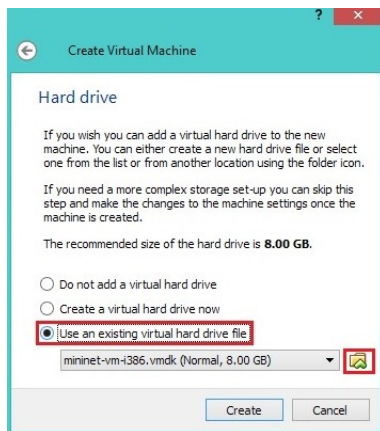 ?
Create Virtual Machine
Hard drive
If you wish you can add a virtual hard drive to the new
machine. You can either create a new hard drive file or select
one from the list or from another location using the folder icon.
If you need a more complex storage set-up you can skip this
step and make the changes to the machine settings once the
machine is created.
The recommended size of the hard drive is 8.00 GB.
Do not add a virtual hard drive
Create a virtual hard drive now
Use an existing virtual hard drive file
mininet-vm-i386.vmdk (Normal, 8.00 GB)
Create Cancel